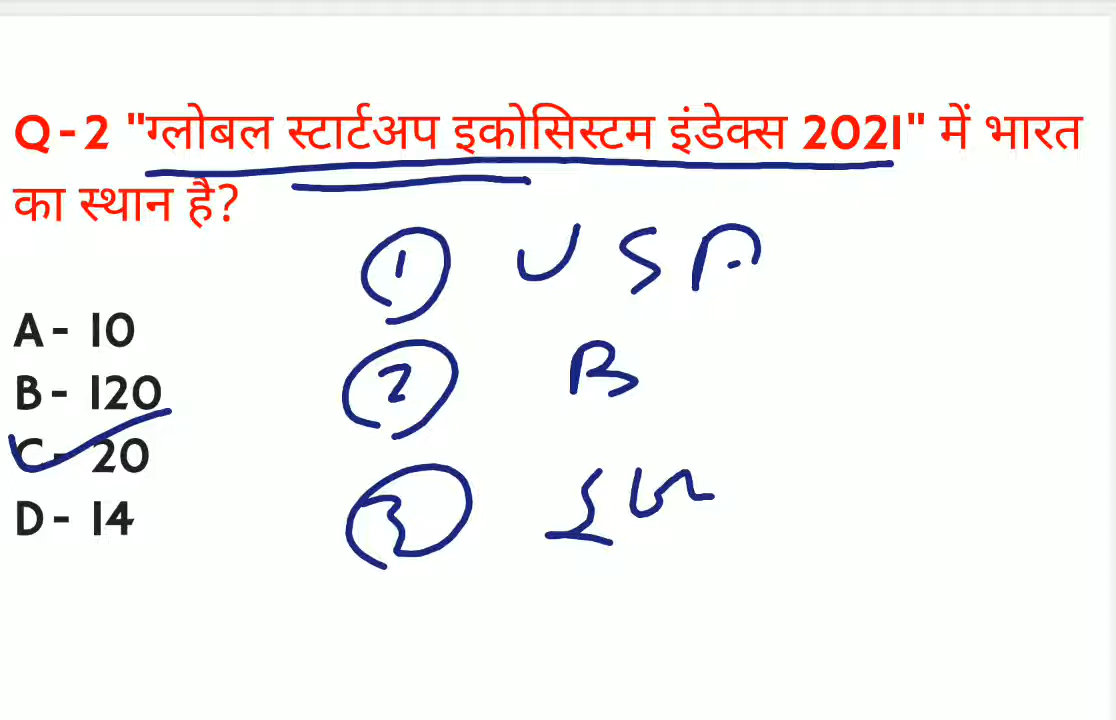 Q-2 "ग्लोबल स्टार्टअप इकोसिस्टम इंडेक्स 2021" में भारत
का स्थान है?
1 USA
A- 10
2 B
B- 120
C- 20
3
D- 14